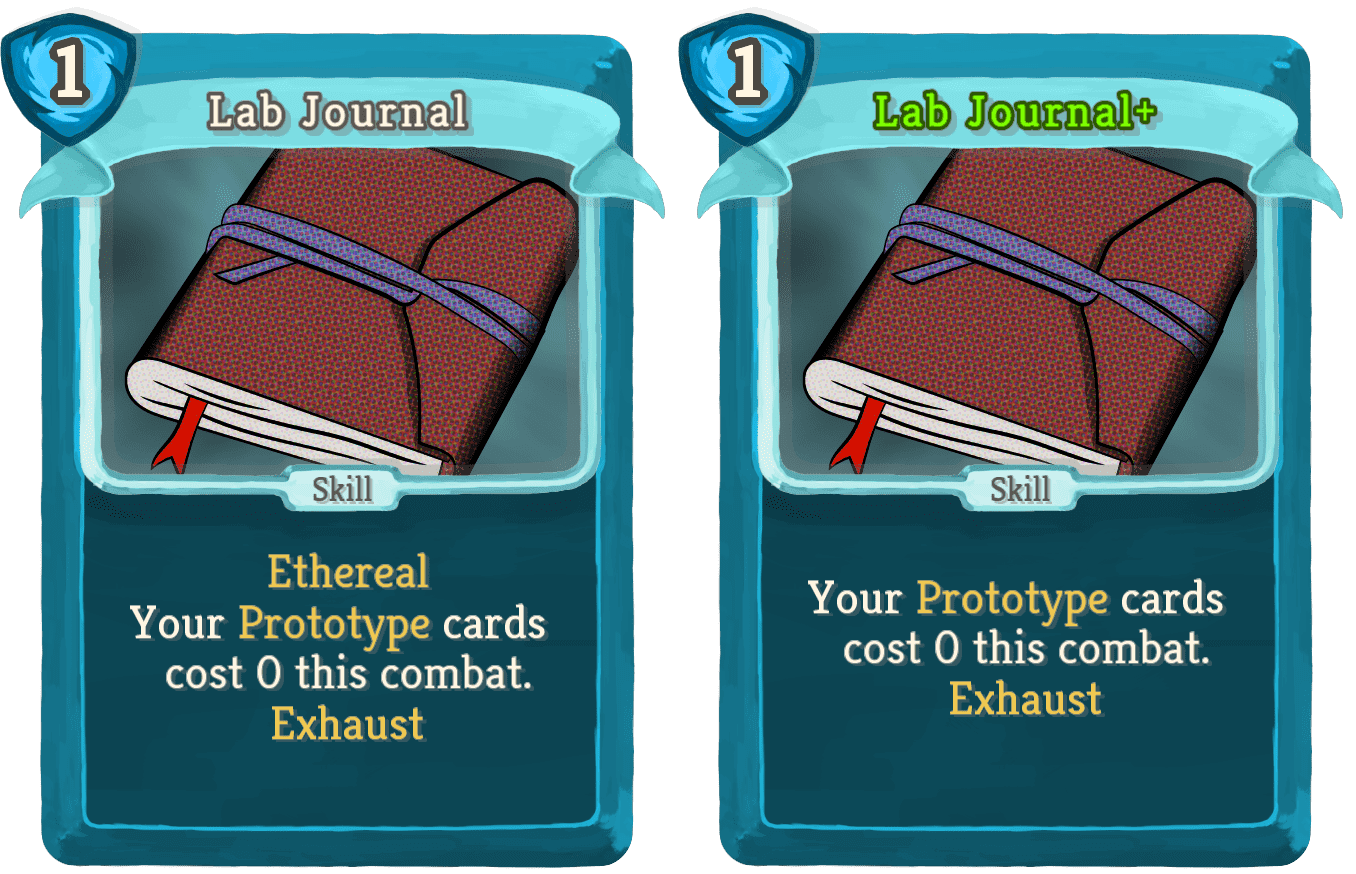 1
Lab Journal
Skill
Ethereal
Your Prototype cards
cost 0 this combat.
Exhaust
1
Lab Journal+
Skill
Your Prototype cards
cost 0 this combat.
Exhaust